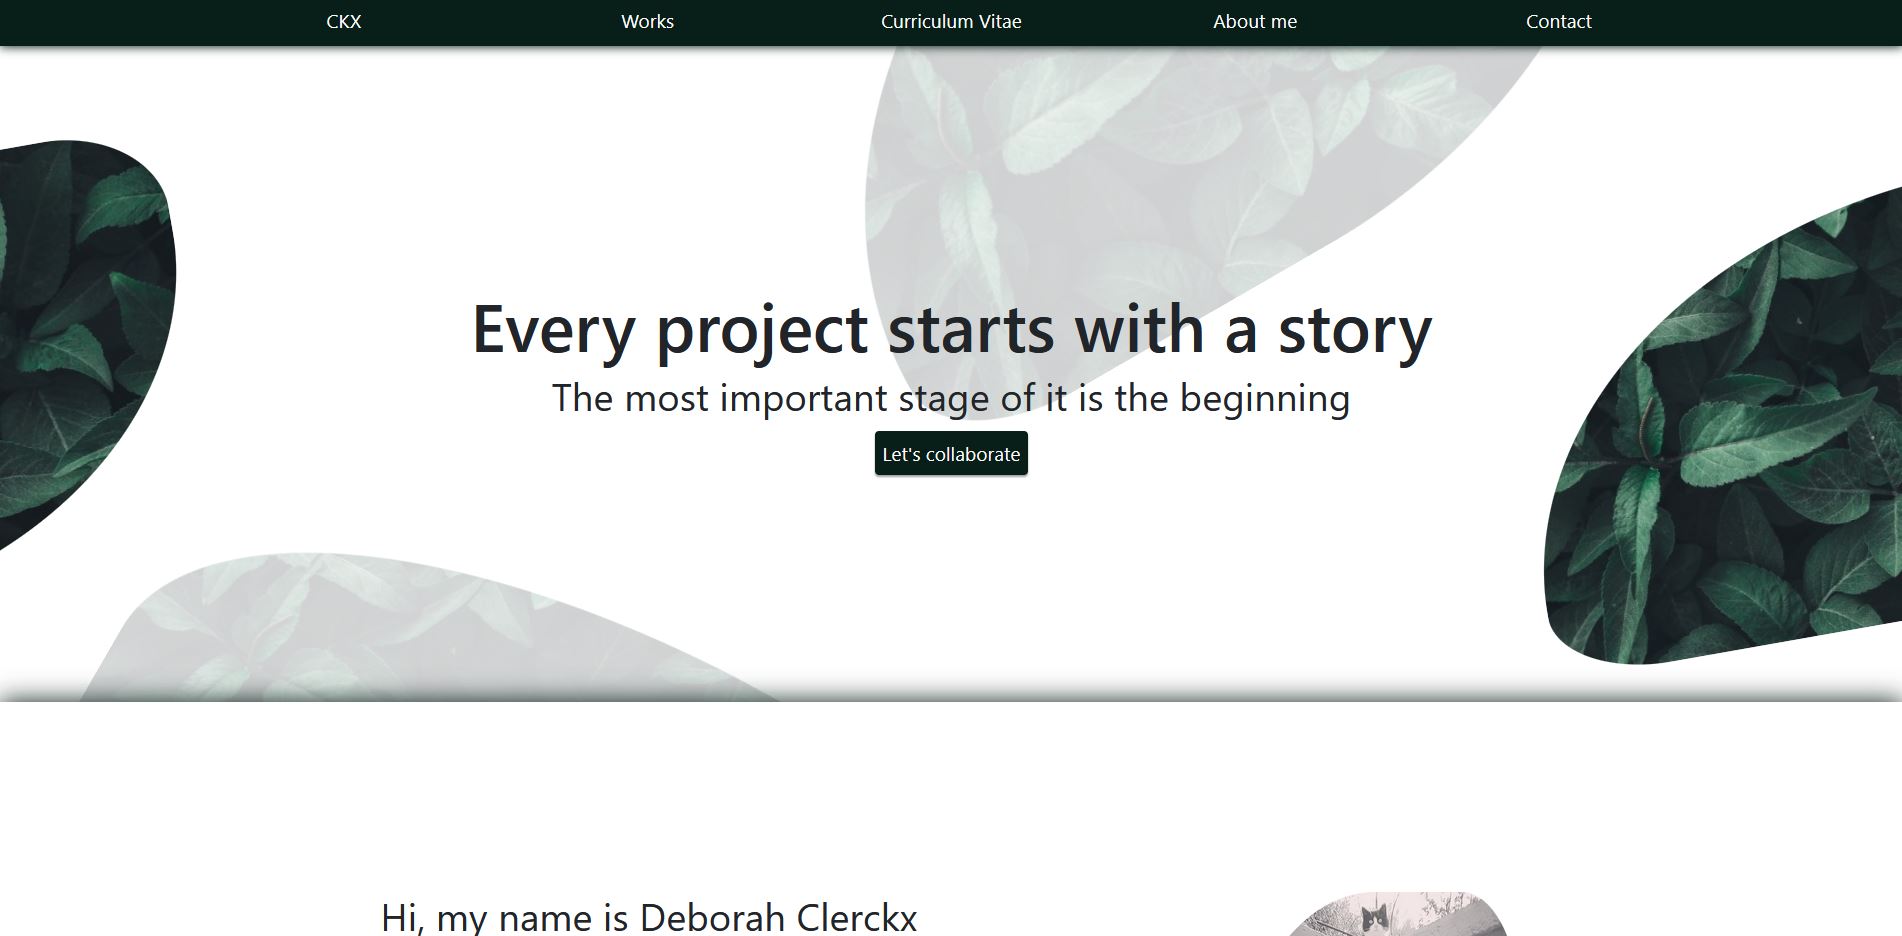 CKX Works Curriculum Vitae About me Contact
Every project starts with a story
The most important stage of it is the beginning
Let's collaborate
Hi, my name is Deborah Clerckx